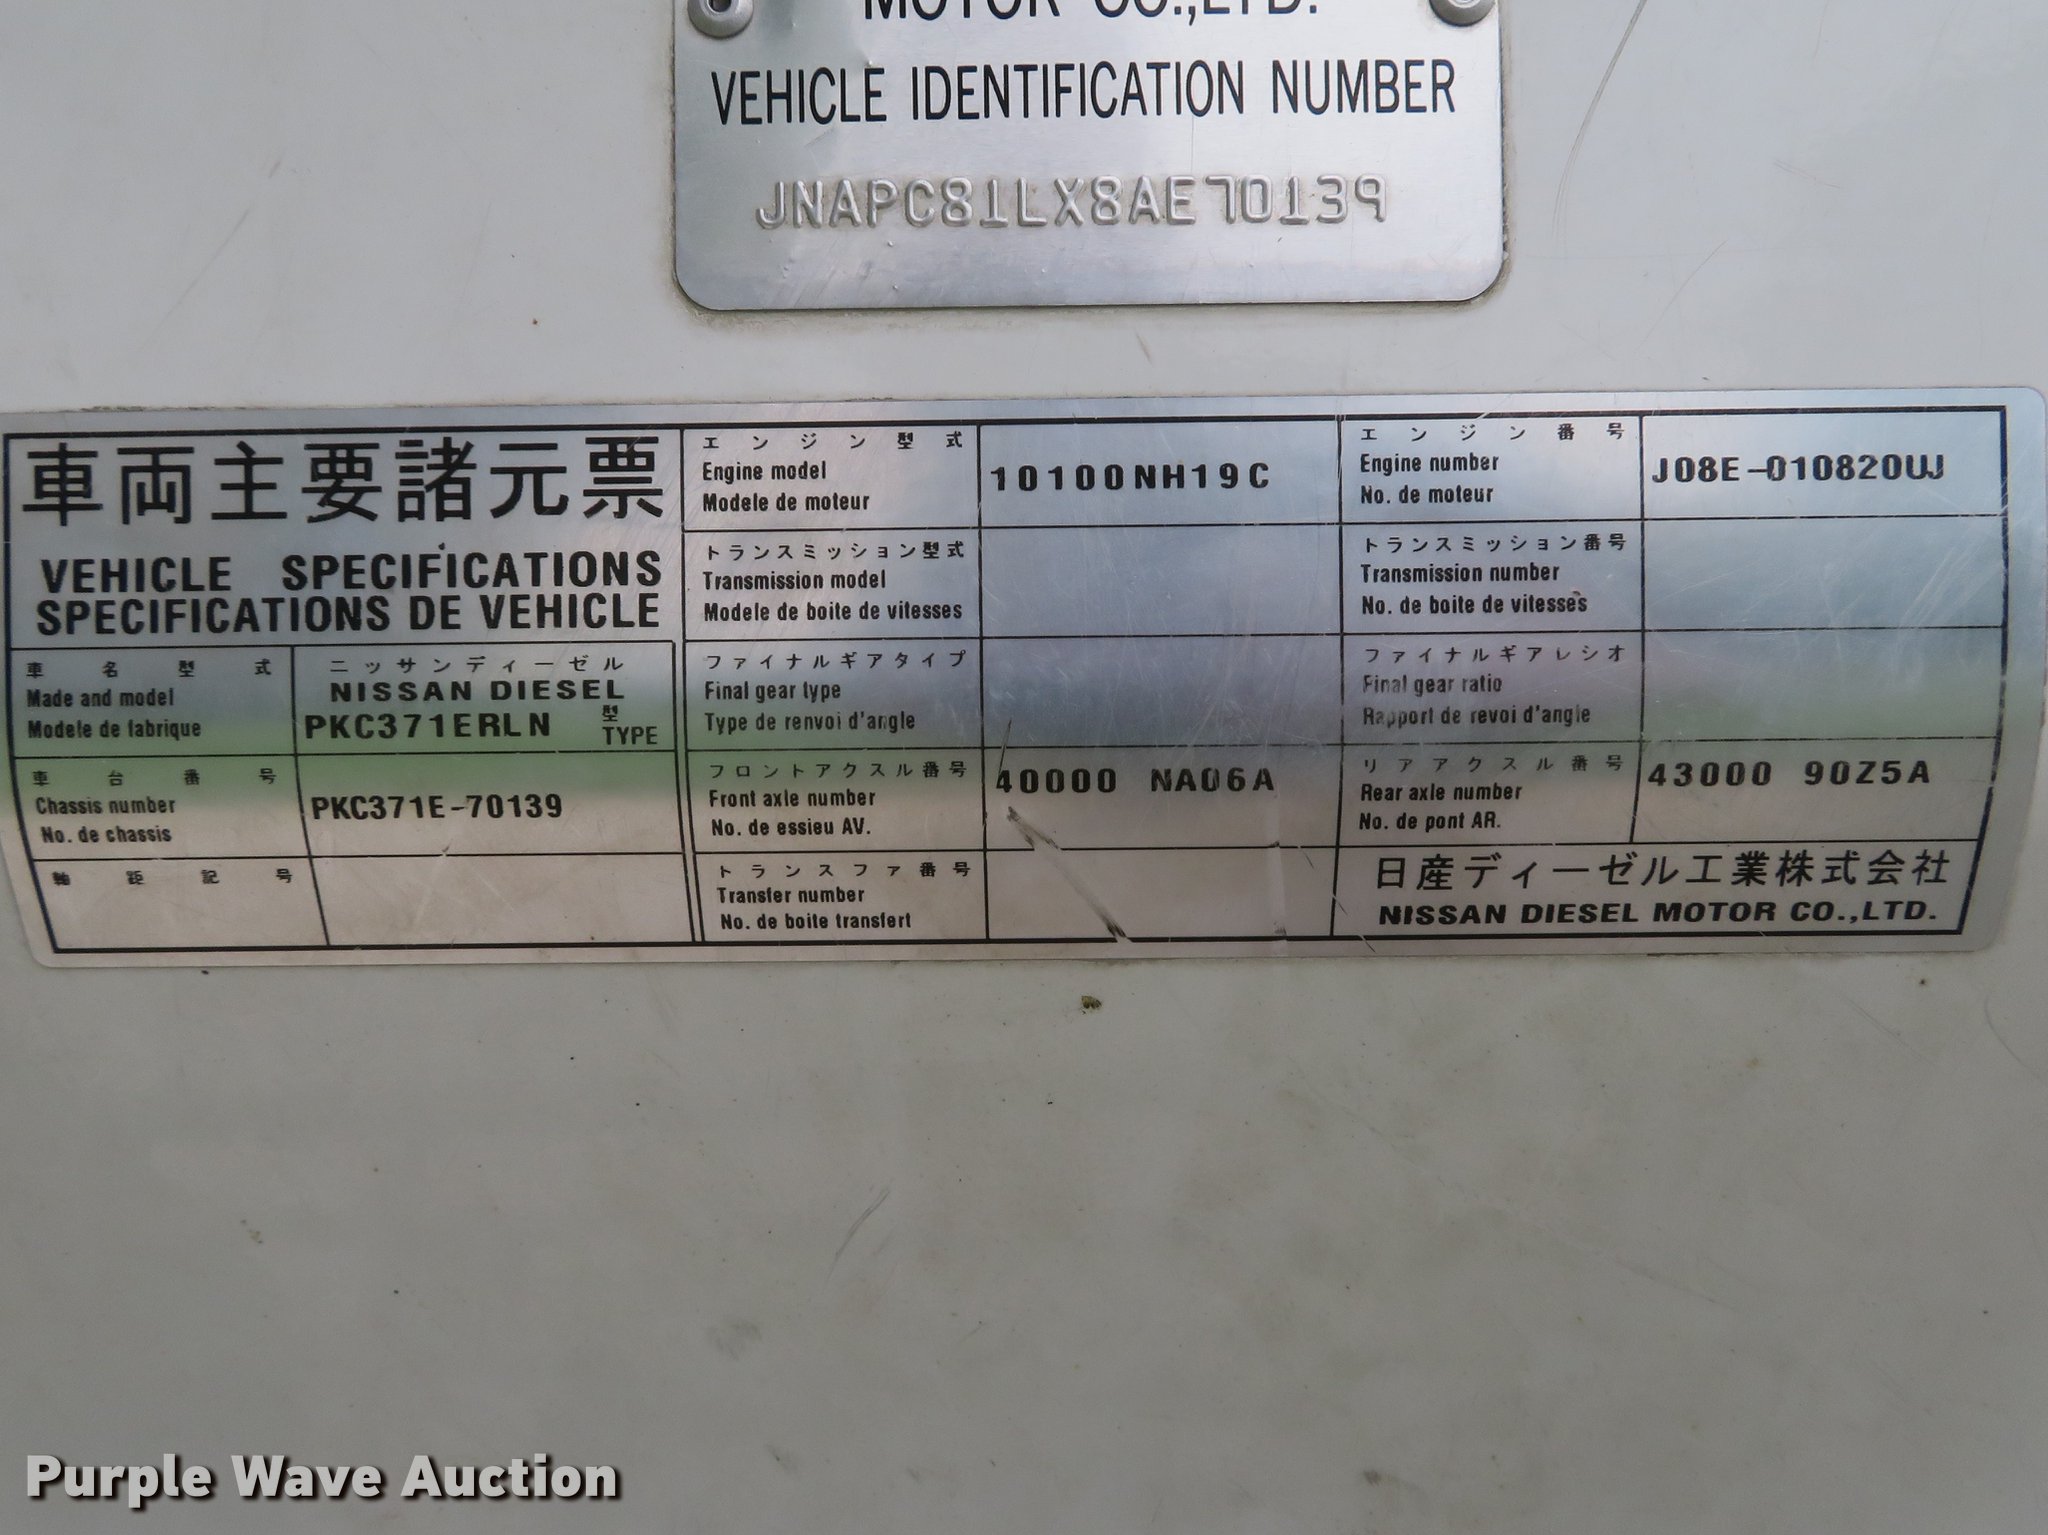 MOTOR CO.,LTD.
VEHICLE IDENTIFICATION NUMBER
JNAPC81LX8AE70139
車両主要諸元票
VEHICLE SPECIFICATIONS
SPECIFICATIONS DE VEHICLE
車名型式
Made and model
Modele de fabrique
ニッサンディーゼル
NISSAN DIESEL
PKC371ERLN 型 TYPE
車台番号
Chassis number
No. de chassis
PKC371E-70139
軸距記号
エンジン型式
Engine model
Modele de moteur
10100NH19C
エンジン番号
Engine number
No. de moteur
J08E-010820UJ
トランスミッション型式
Transmission model
Modele de boite de vitesses
トランスミッション番号
Transmission number
No. de boite de vitesses
ファイナルギアタイプ
Final gear type
Type de renvoi d'angle
ファイナルギアレシオ
Final gear ratio
Rapport de revoi d'angle
フロントアクスル番号
Front axle number
No. de essieu AV.
40000 NA06A
リアアクスル番号
Rear axle number
No. de pont AR.
43000 90Z5A
トランスファ番号
Transfer number
No. de boite transfert
日産ディーゼル工業株式会社
NISSAN DIESEL MOTOR CO.,LTD.
Purple Wave Auction